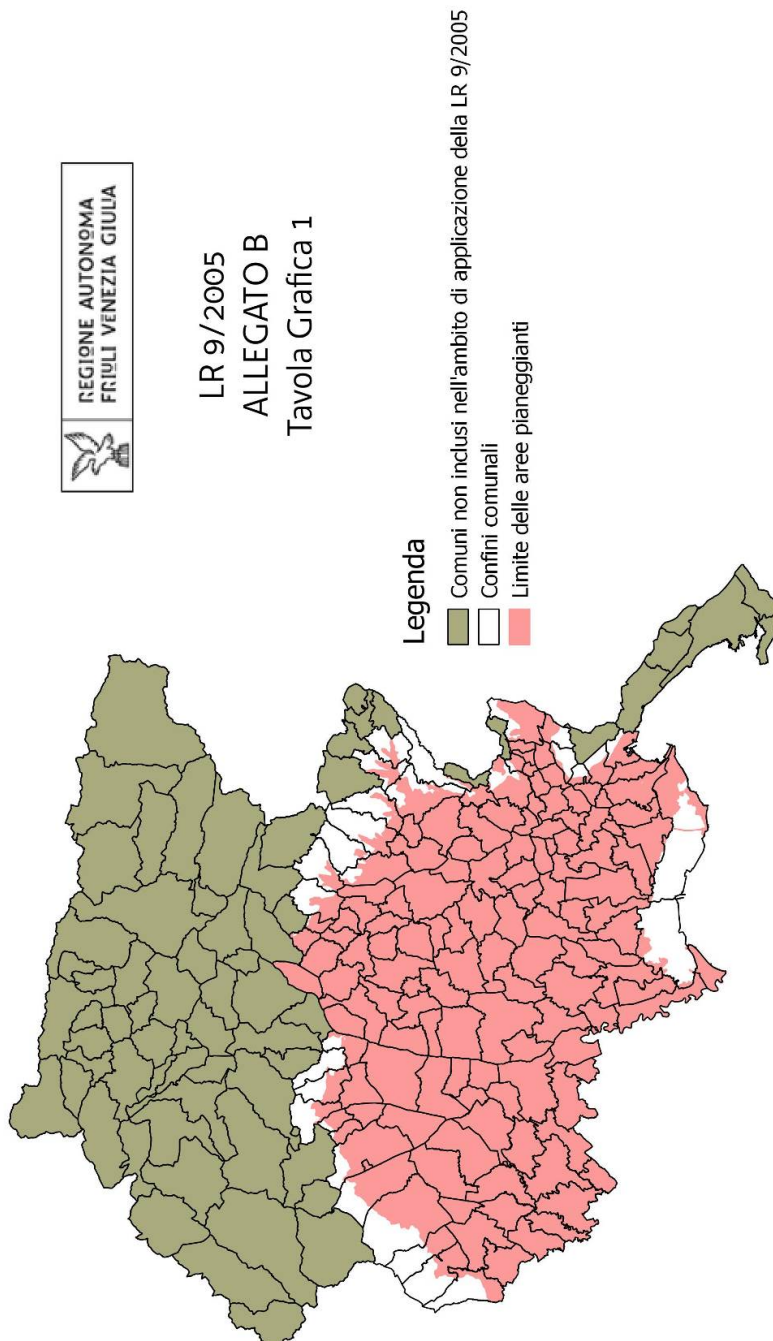 REGIONE AUTONOMA
FRIULI VENEZIA GIULIA
LR 9/2005
ALLEGATO B
Tavola Grafica 1
Legenda
Comuni non inclusi nell'ambito di applicazione della LR 9/2005
Confini comunali
Limite delle aree pianeggianti